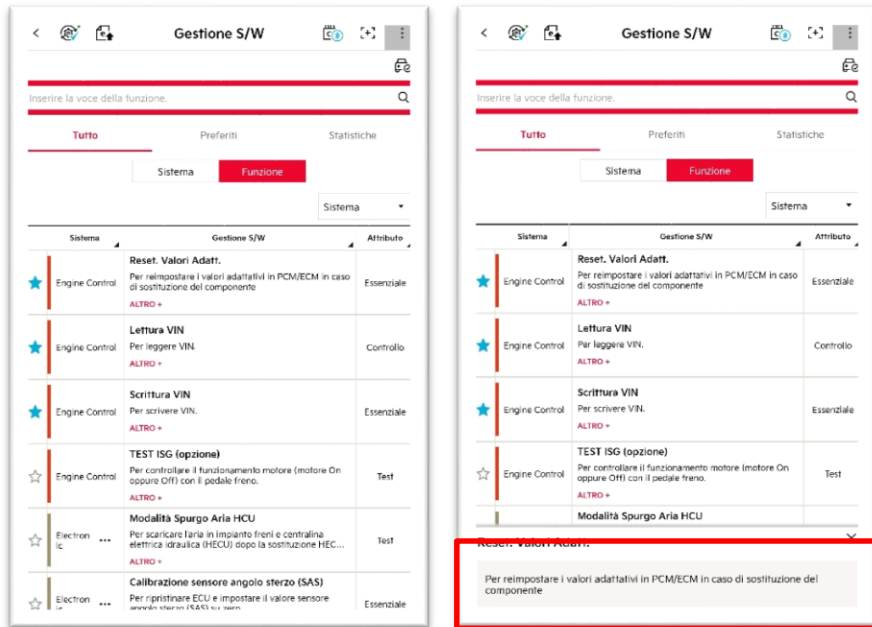 Gestione S/W
Inserire la voce della funzione.
Tutto
Preferiti
Statistiche
Sistema
Funzione
Sistema
Sistema
Gestione S/W
Attributo
Engine Control
Reset. Valori Adatt.
Per reimpostare i valori adattativi in PCM/ECM in caso
di sostituzione del componente
ALTRO +
Essenziale
Engine Control
Lettura VIN
Per leggere VIN.
ALTRO +
Controllo
Engine Control
Scrittura VIN
Per scrivere VIN.
ALTRO +
Essenziale
Engine Control
TEST ISG (opzione)
Per controllare il funzionamento motore (motore On
oppure Off) con il pedale freno.
ALTRO +
Test
Electron
ic
...
Modalità Spurgo Aria HCU
Per scaricare l'aria in impianto freni e centralina
elettrica idraulica (HECU) dopo la sostituzione HEC...
ALTRO +
Test
Electron
ic
...
Calibrazione sensore angolo sterzo (SAS)
Per ripristinare ECU e impostare il valore sensore
angolo sterzo (SAS) su zero
Essenziale
Gestione S/W
Inserire la voce della funzione.
Tutto
Preferiti
Statistiche
Sistema
Funzione
Sistema
Sistema
Gestione S/W
Attributo
Engine Control
Reset. Valori Adatt.
Per reimpostare i valori adattativi in PCM/ECM in caso
di sostituzione del componente
ALTRO +
Essenziale
Engine Control
Lettura VIN
Per leggere VIN.
ALTRO +
Controllo
Engine Control
Scrittura VIN
Per scrivere VIN.
ALTRO +
Essenziale
Engine Control
TEST ISG (opzione)
Per controllare il funzionamento motore (motore On
oppure Off) con il pedale freno.
ALTRO +
Test
Modalità Spurgo Aria HCU
Reset. Valori Adatt.
Per reimpostare i valori adattativi in PCM/ECM in caso di sostituzione del
componente